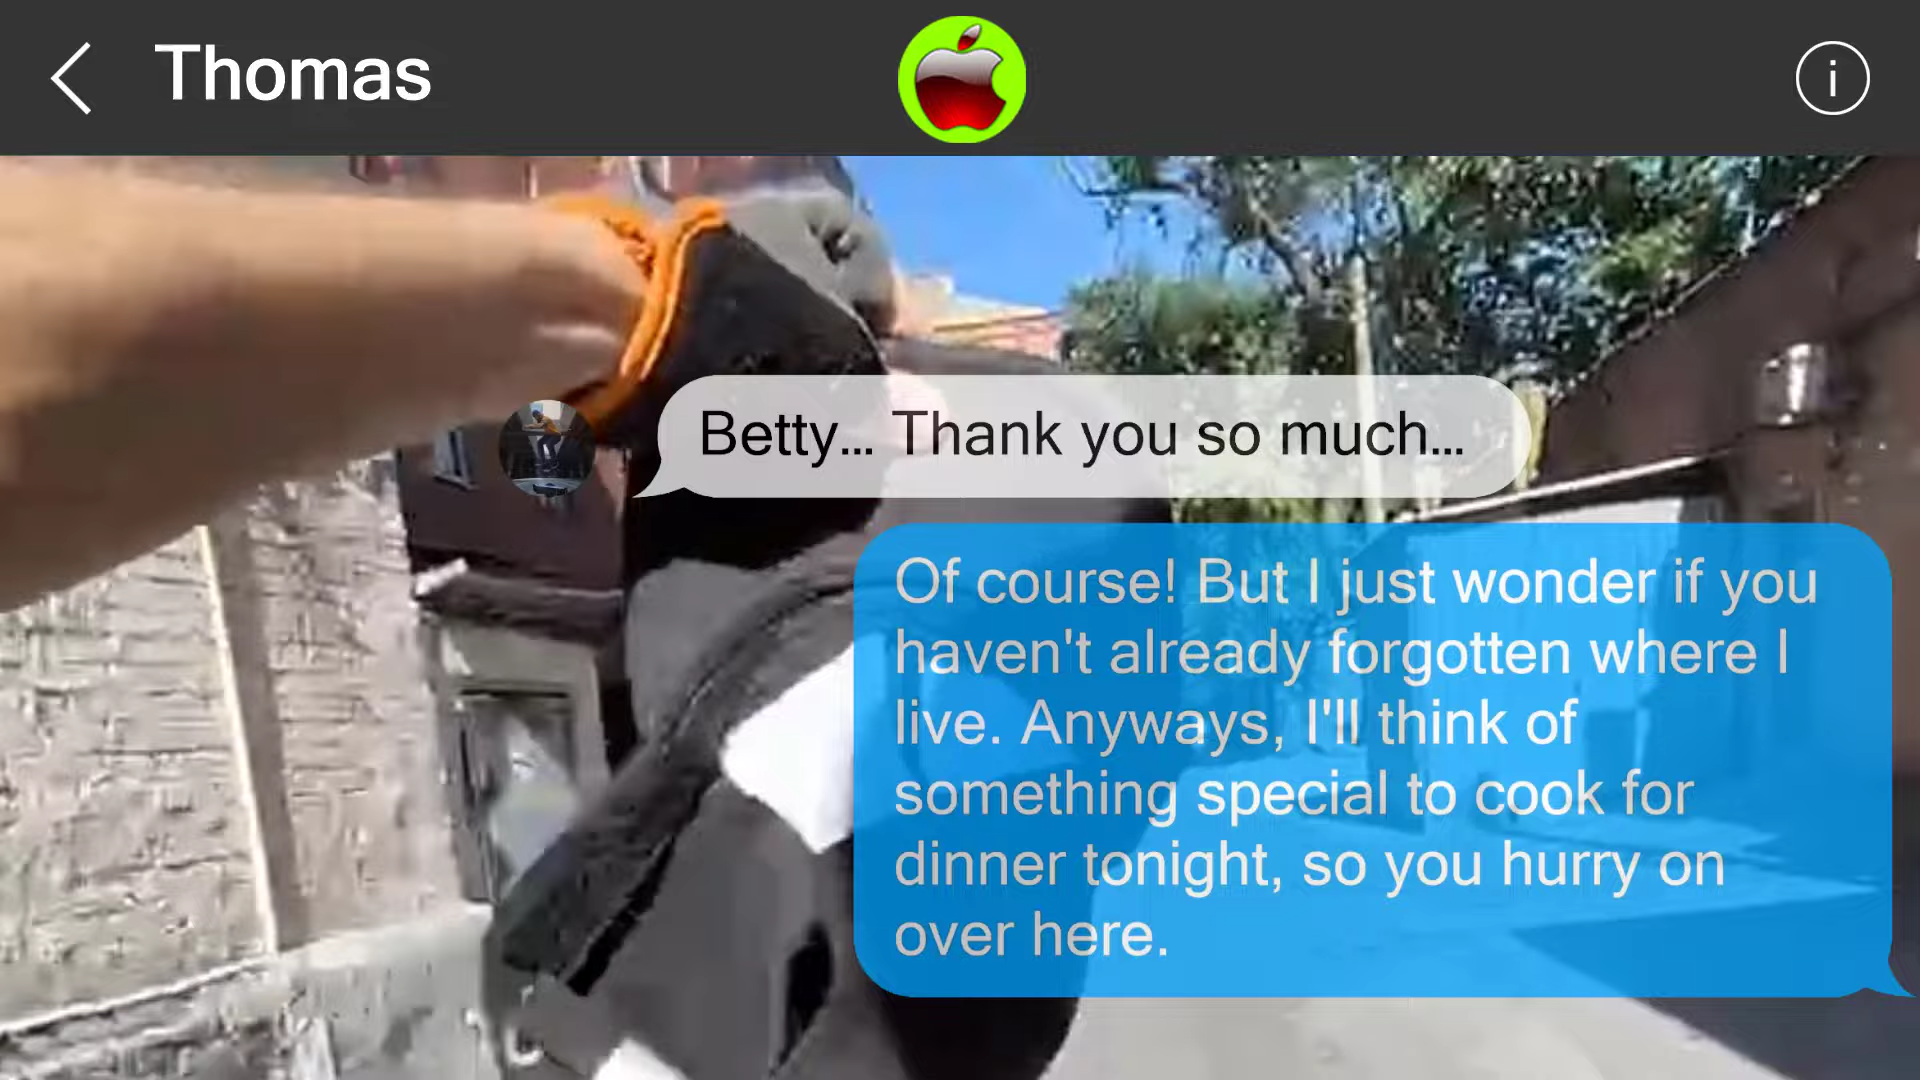 Thomas
i
Betty... Thank you so much...
Of course! But I just wonder if you
haven't already forgotten where I
live. Anyways, I'll think of
something special to cook for
dinner tonight, so you hurry on
over here.